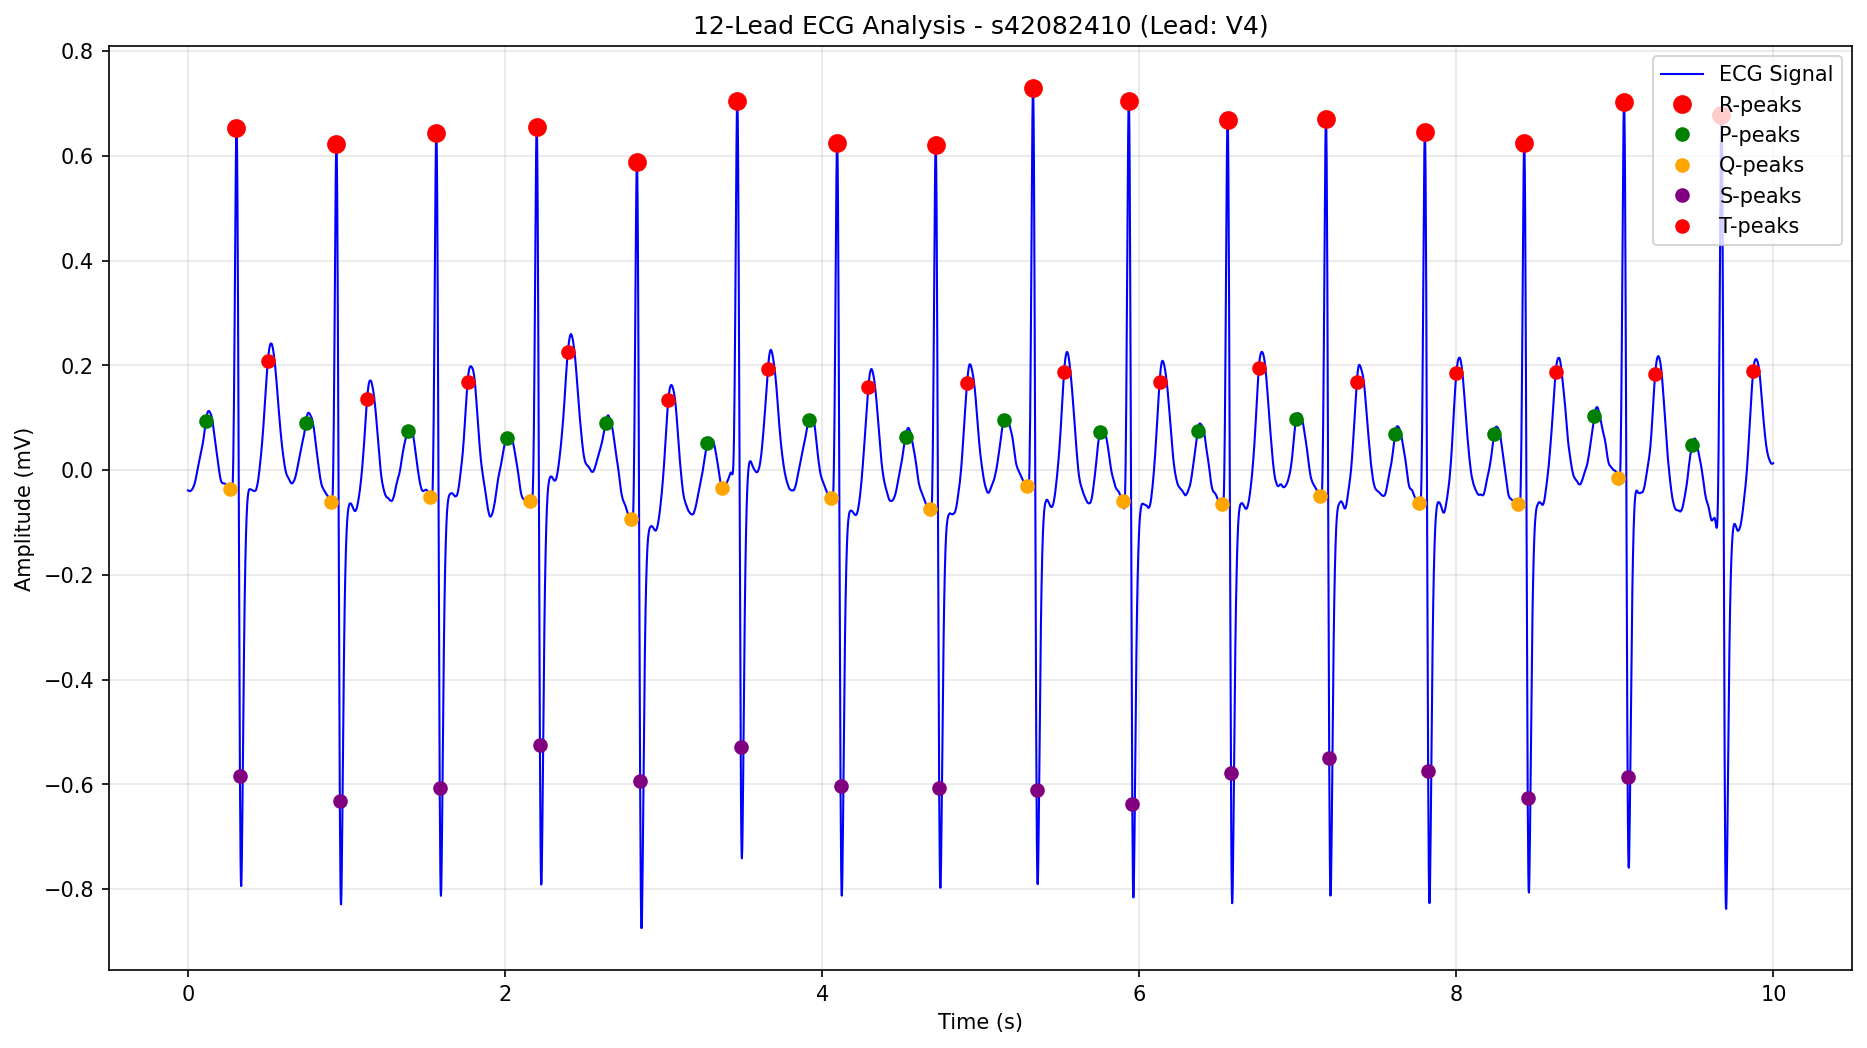 12-Lead ECG Analysis - s42082410 (Lead: V4)
ECG Signal
R-peaks
P-peaks
Q-peaks
S-peaks
T-peaks
Amplitude (mV)
0.8
0.6
0.4
0.2
0.0
−0.2
−0.4
−0.6
−0.8
0 2 4 6 8 10
Time (s)